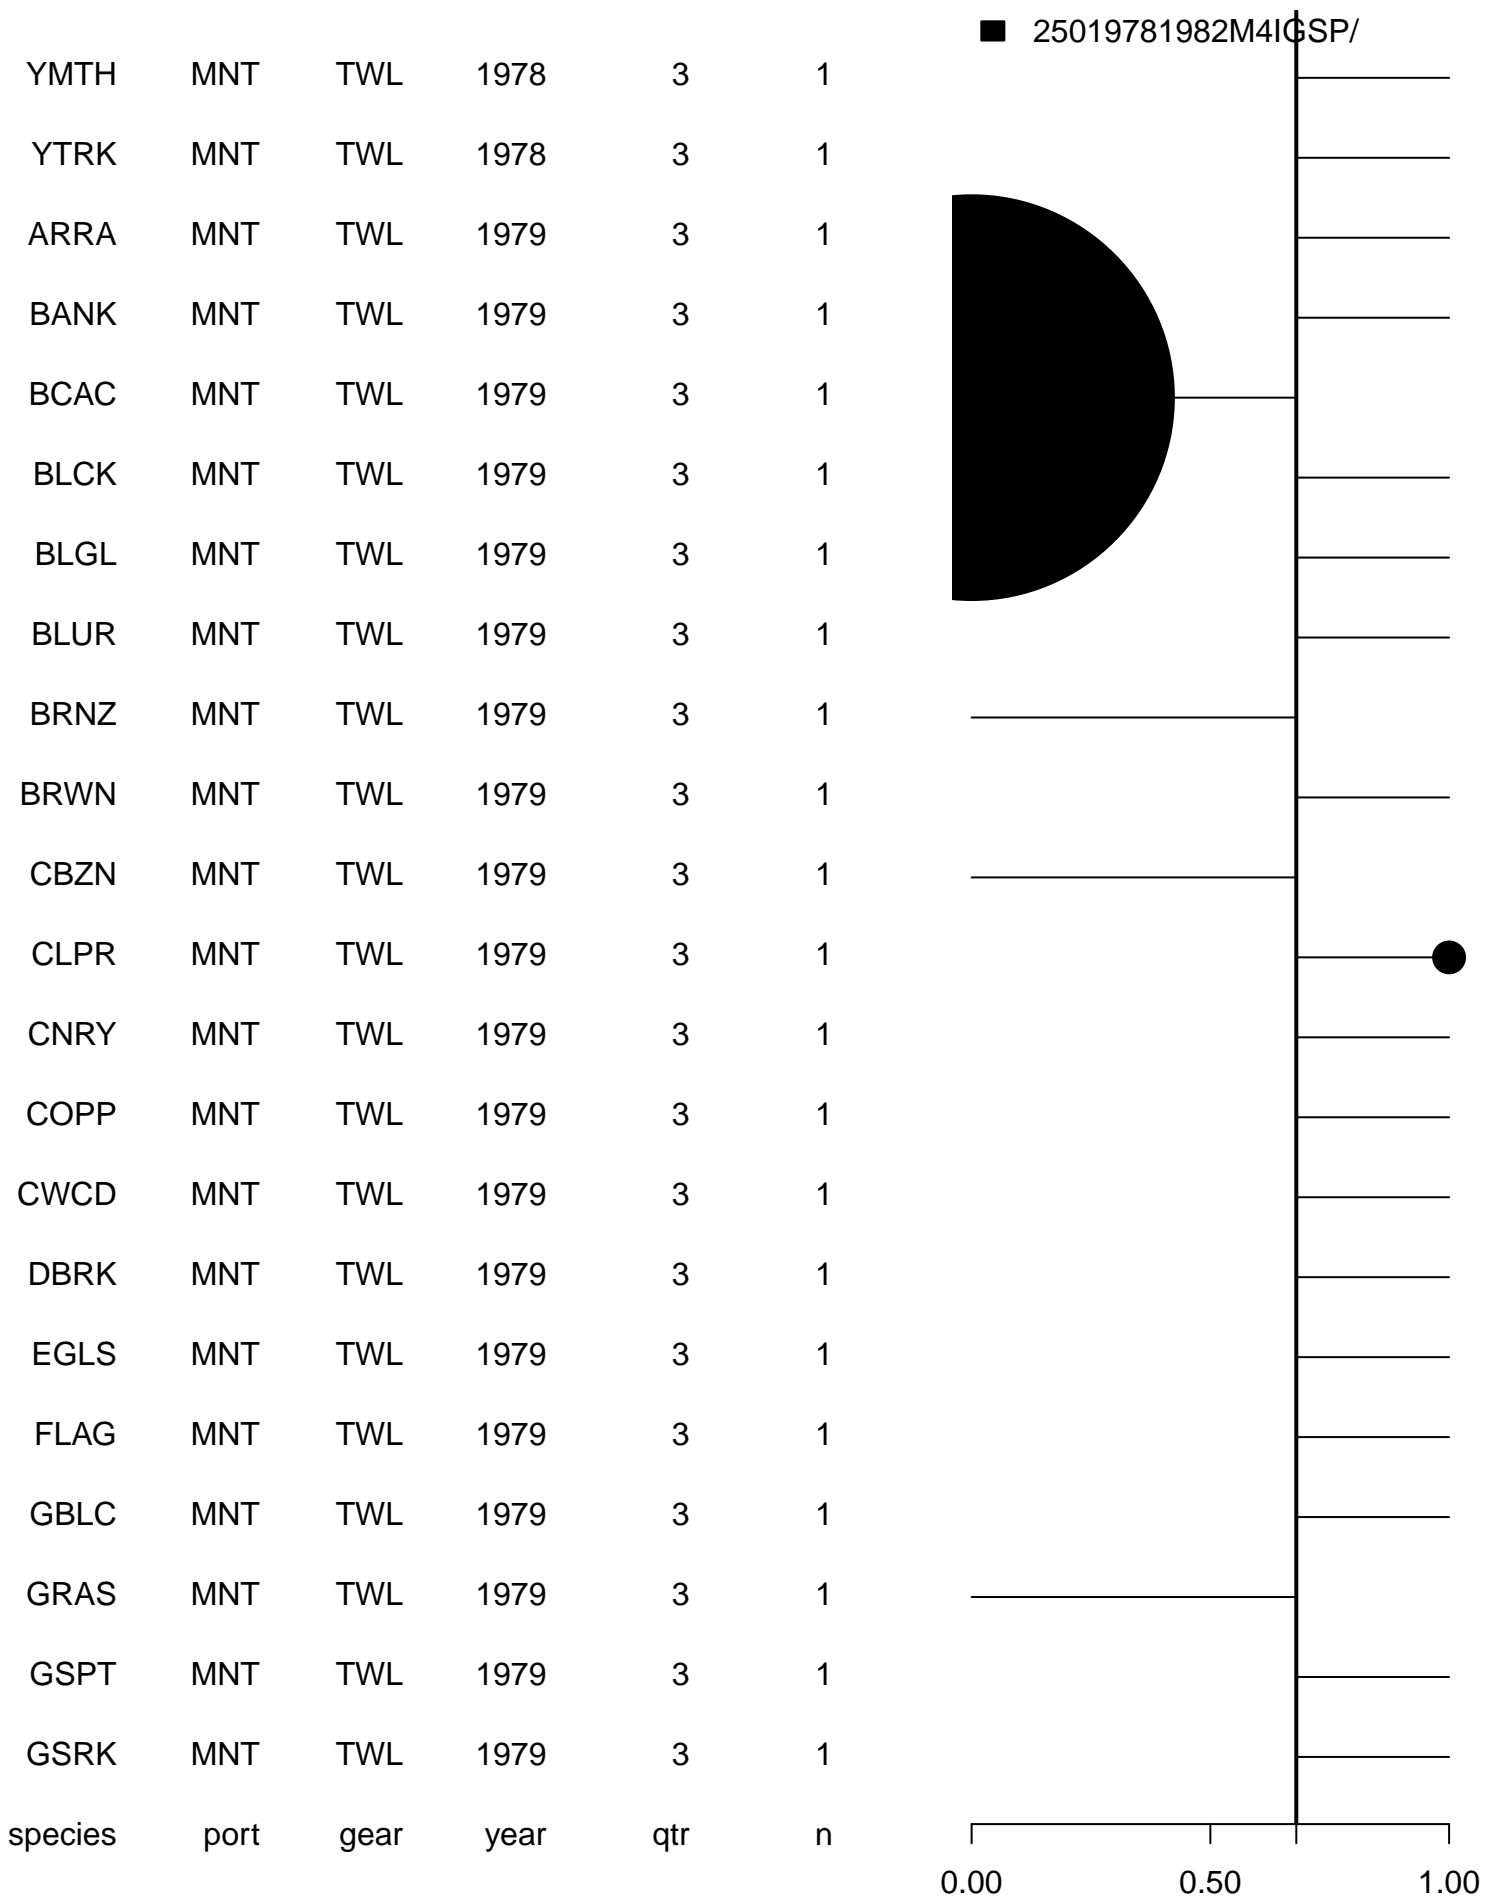 25019781982M4IGSP/
YMTH MNT TWL 1978 3 1
YTRK MNT TWL 1978 3 1
ARRA MNT TWL 1979 3 1
BANK MNT TWL 1979 3 1
BCAC MNT TWL 1979 3 1
BLCK MNT TWL 1979 3 1
BLGL MNT TWL 1979 3 1
BLUR MNT TWL 1979 3 1
BRNZ MNT TWL 1979 3 1
BRWN MNT TWL 1979 3 1
CBZN MNT TWL 1979 3 1
CLPR MNT TWL 1979 3 1
CNRY MNT TWL 1979 3 1
COPP MNT TWL 1979 3 1
CWCD MNT TWL 1979 3 1
DBRK MNT TWL 1979 3 1
EGLS MNT TWL 1979 3 1
FLAG MNT TWL 1979 3 1
GBLC MNT TWL 1979 3 1
GRAS MNT TWL 1979 3 1
GSPT MNT TWL 1979 3 1
GSRK MNT TWL 1979 3 1
species port gear year qtr n
0.00 0.50 1.00